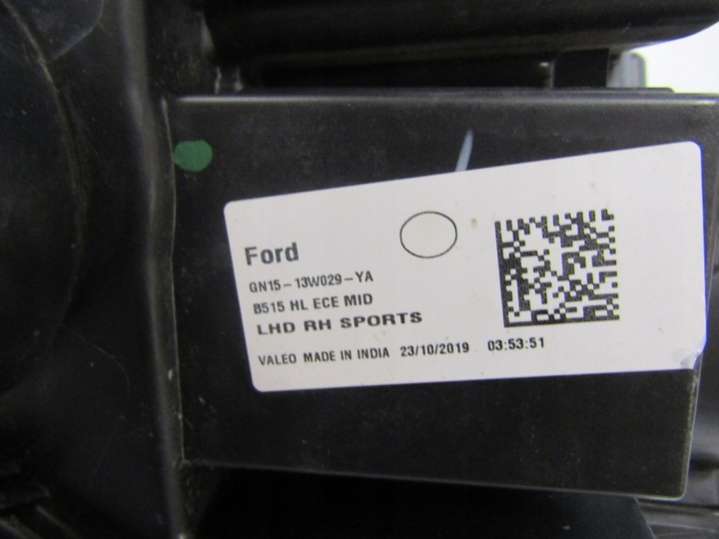 Ford
GN15-13W029-YA
B515 HL ECE MID
LHD RH SPORTS
VALEO MADE IN INDIA 23/10/2019 03:53:51